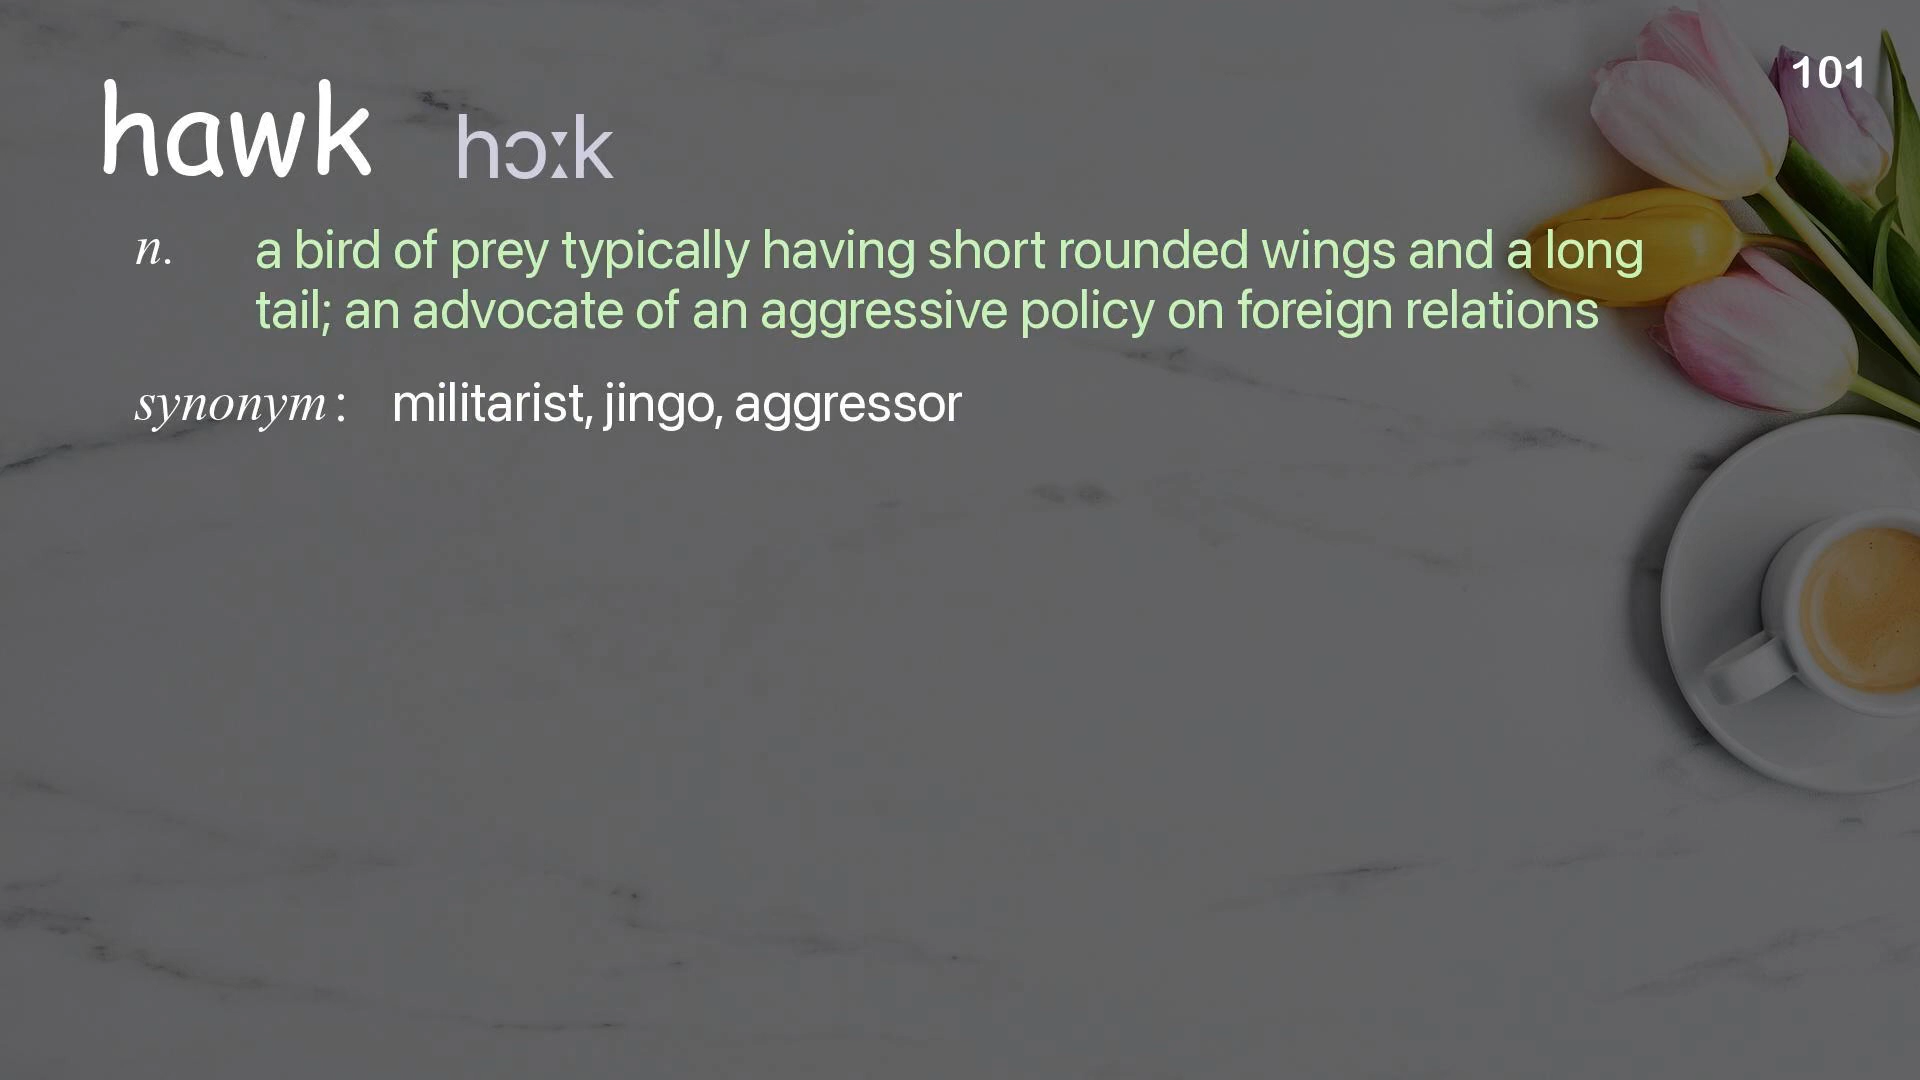 101
hawk hɔːk
n. a bird of prey typically having short rounded wings and a long
tail; an advocate of an aggressive policy on foreign relations
synonym: militarist, jingo, aggressor